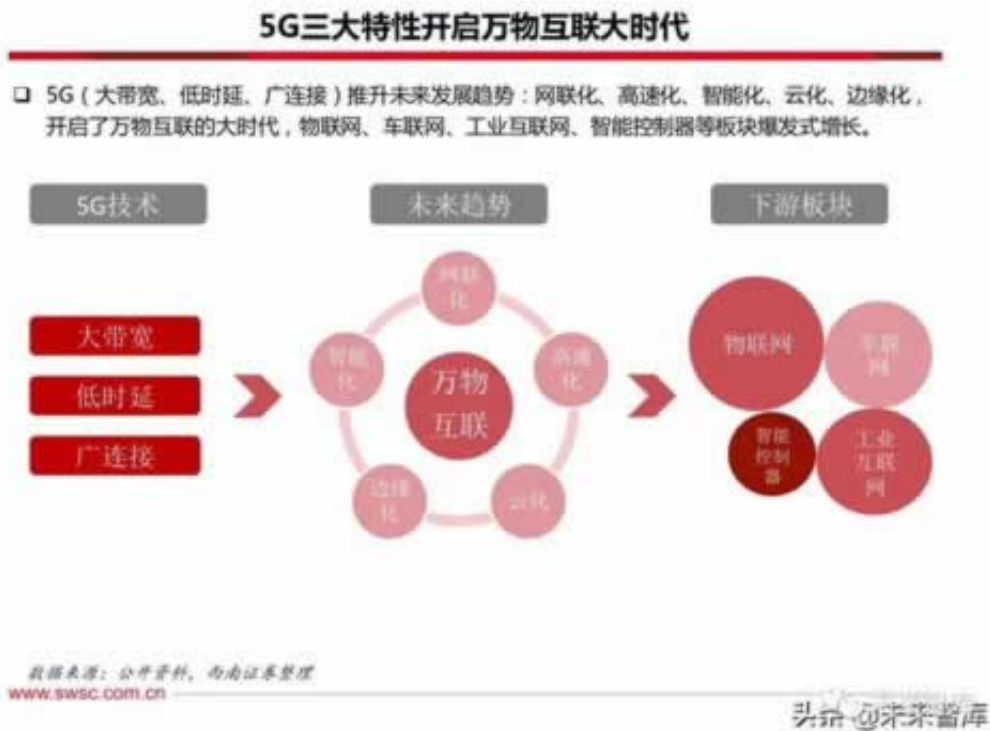 5G三大特性开启万物互联大时代
5G（大带宽、低时延、广连接）推升未来发展趋势：网联化、高速化、智能化、云化、边缘化，
开启了万物互联的大时代，物联网、车联网、工业互联网、智能控制器等板块爆发式增长。
5G技术
未来趋势
下游板块
大带宽
低时延
广连接
网联
化
智能
化
高速
化
万物
互联
边缘
化
云化
物联网
车联
网
智能
控制
器
工业
互联
网
数据来源：公开资料，西南证券整理
www.swsc.com.cn
头条 @未来智库